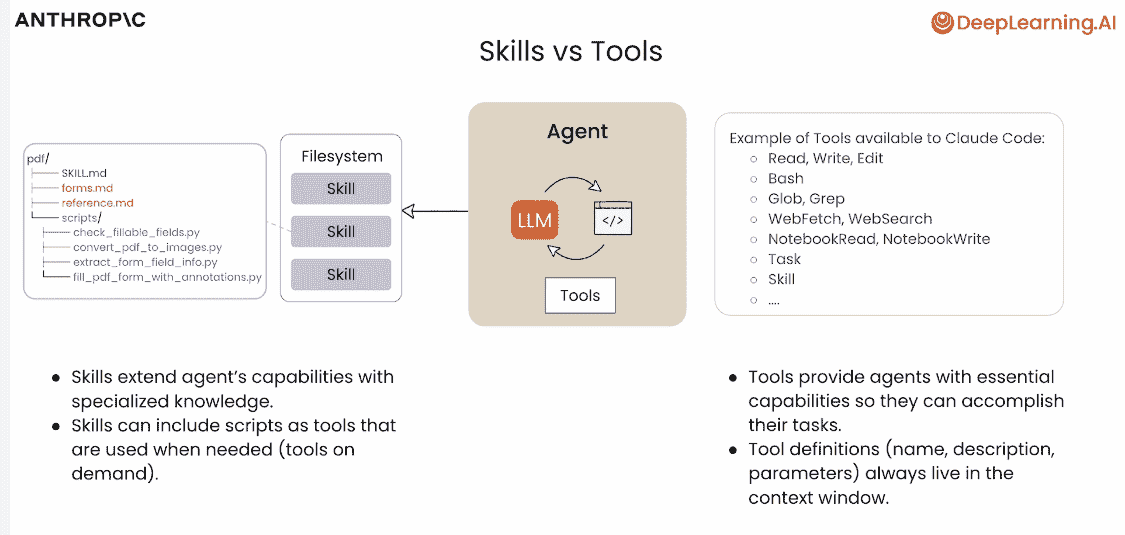 ANTHROP\C
DeepLearning.AI
Skills vs Tools
pdf/
SKILL.md
forms.md
reference.md
scripts/
check_fillable_fields.py
convert_pdf_to_images.py
extract_form_field_info.py
fill_pdf_form_with_annotations.py
Filesystem
Skill
Skill
Skill
Agent
LLM
</>
Tools
Example of Tools available to Claude Code:
Read, Write, Edit
Bash
Glob, Grep
WebFetch, WebSearch
NotebookRead, NotebookWrite
Task
Skill
....
Skills extend agent's capabilities with
specialized knowledge.
Skills can include scripts as tools that
are used when needed (tools on
demand).
Tools provide agents with essential
capabilities so they can accomplish
their tasks.
Tool definitions (name, description,
parameters) always live in the
context window.